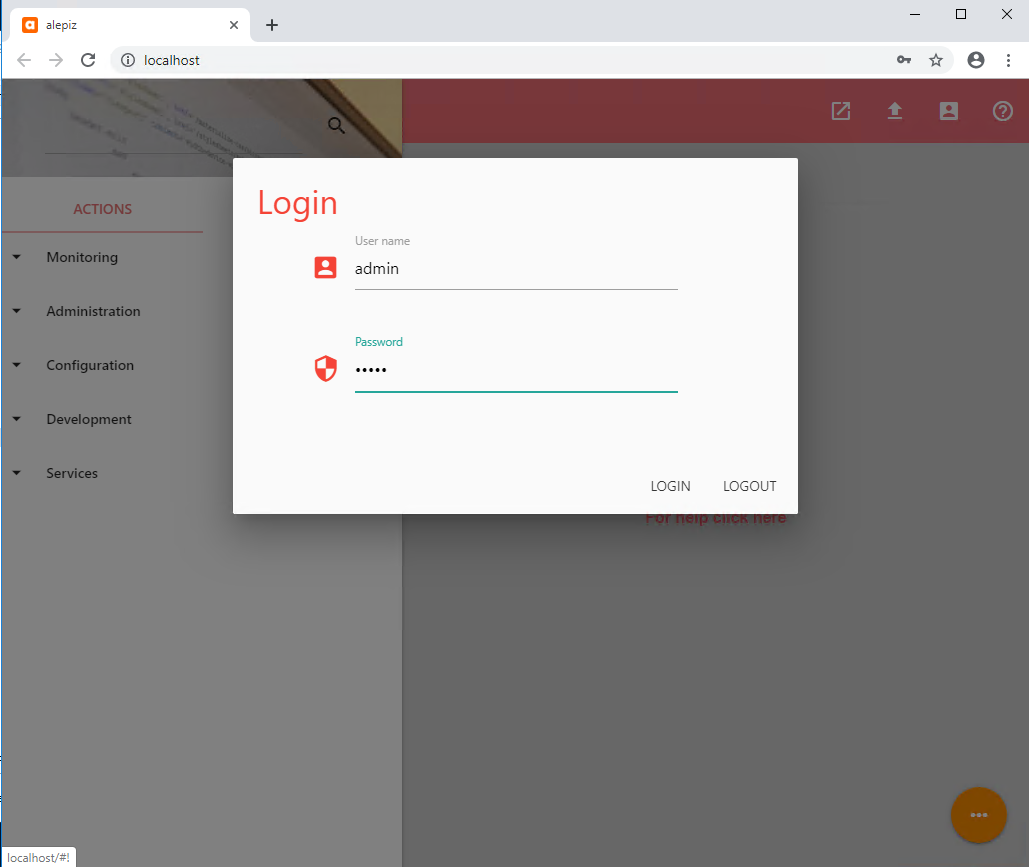 alepiz
localhost
ACTIONS
Monitoring
Administration
Configuration
Development
Services
Login
User name
admin
Password
•••••
LOGIN
LOGOUT
For help click here
localhost/#!